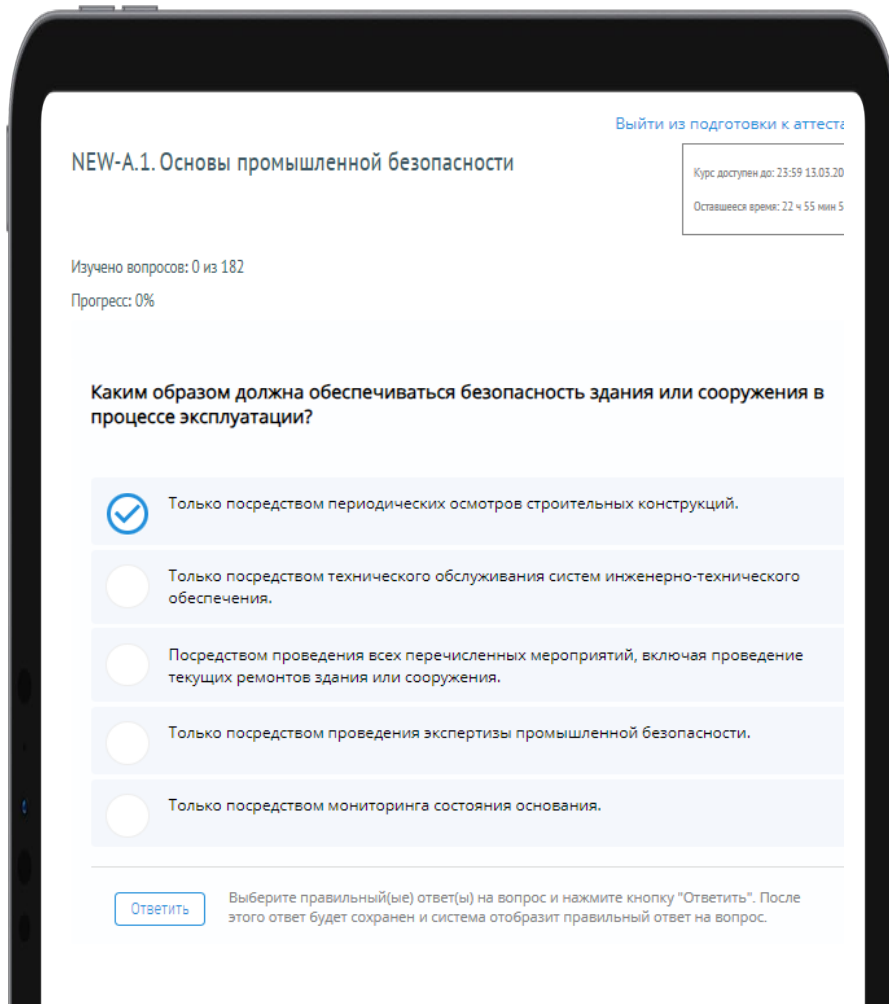 Выйти из подготовки к аттеста
NEW-A.1. Основы промышленной безопасности
Курс доступен до: 23:59 13.03.20
Оставшееся время: 22 ч 55 мин 5
Изучено вопросов: 0 из 182
Прогресс: 0%
Каким образом должна обеспечиваться безопасность здания или сооружения в
процессе эксплуатации?
Только посредством периодических осмотров строительных конструкций.
Только посредством технического обслуживания систем инженерно-технического
обеспечения.
Посредством проведения всех перечисленных мероприятий, включая проведение
текущих ремонтов здания или сооружения.
Только посредством проведения экспертизы промышленной безопасности.
Только посредством мониторинга состояния основания.
Ответить
Выберите правильный(ые) ответ(ы) на вопрос и нажмите кнопку "Ответить". После
этого ответ будет сохранен и система отобразит правильный ответ на вопрос.